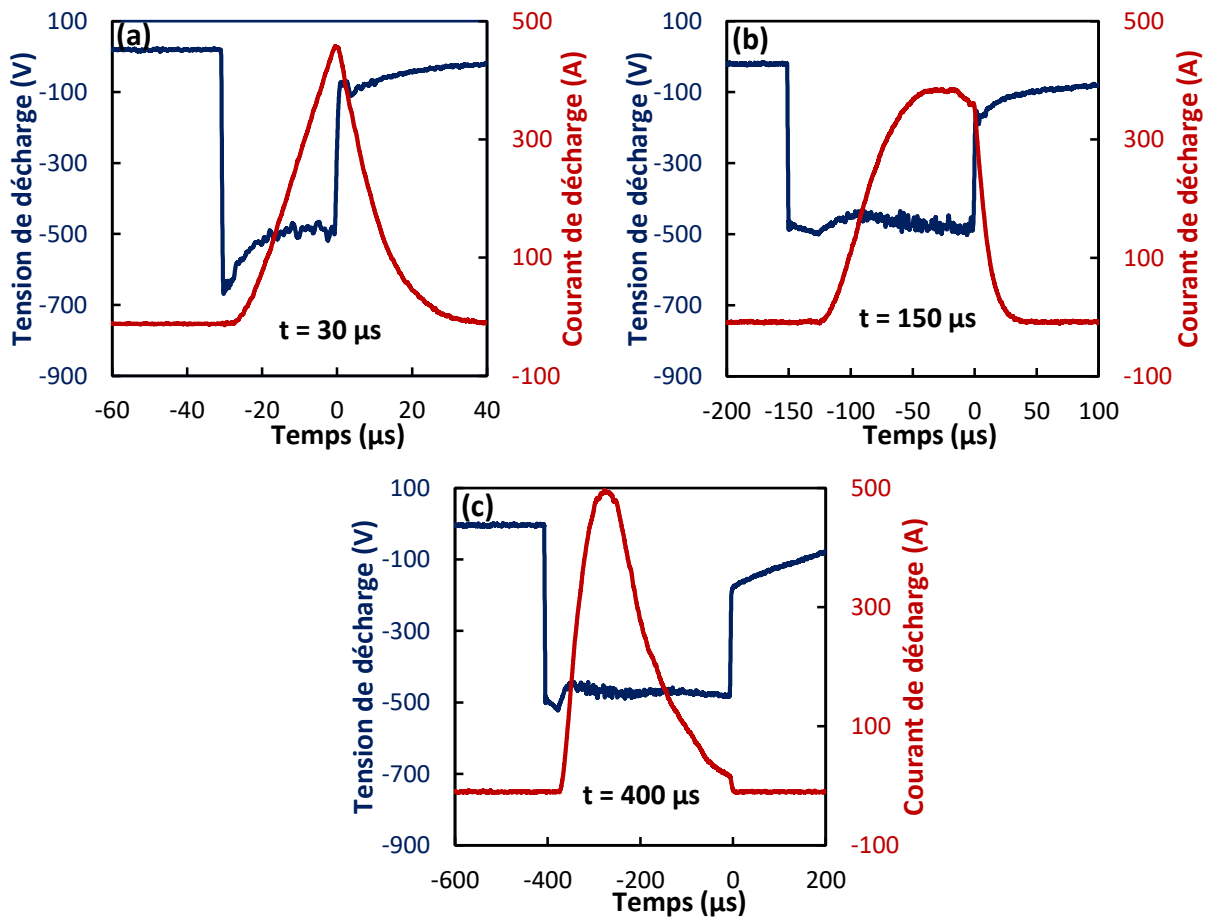 (a)
Tension de décharge (V)
100
-100
-300
-500
-700
-900
500
300
100
-100
Courant de décharge (A)
t = 30 µs
-60 -40 -20 0 20 40
Temps (µs)
(b)
Tension de décharge (V)
100
-100
-300
-500
-700
-900
500
300
100
-100
Courant de décharge (A)
t = 150 µs
-200 -150 -100 -50 0 50 100
Temps (µs)
(c)
Tension de décharge (V)
100
-100
-300
-500
-700
-900
500
300
100
-100
Courant de décharge (A)
t = 400 µs
-600 -400 -200 0 200
Temps (µs)